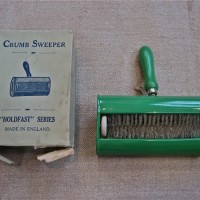 CRUMB SWEEPER
"HOLDFAST" SERIES
MADE IN ENGLAND.